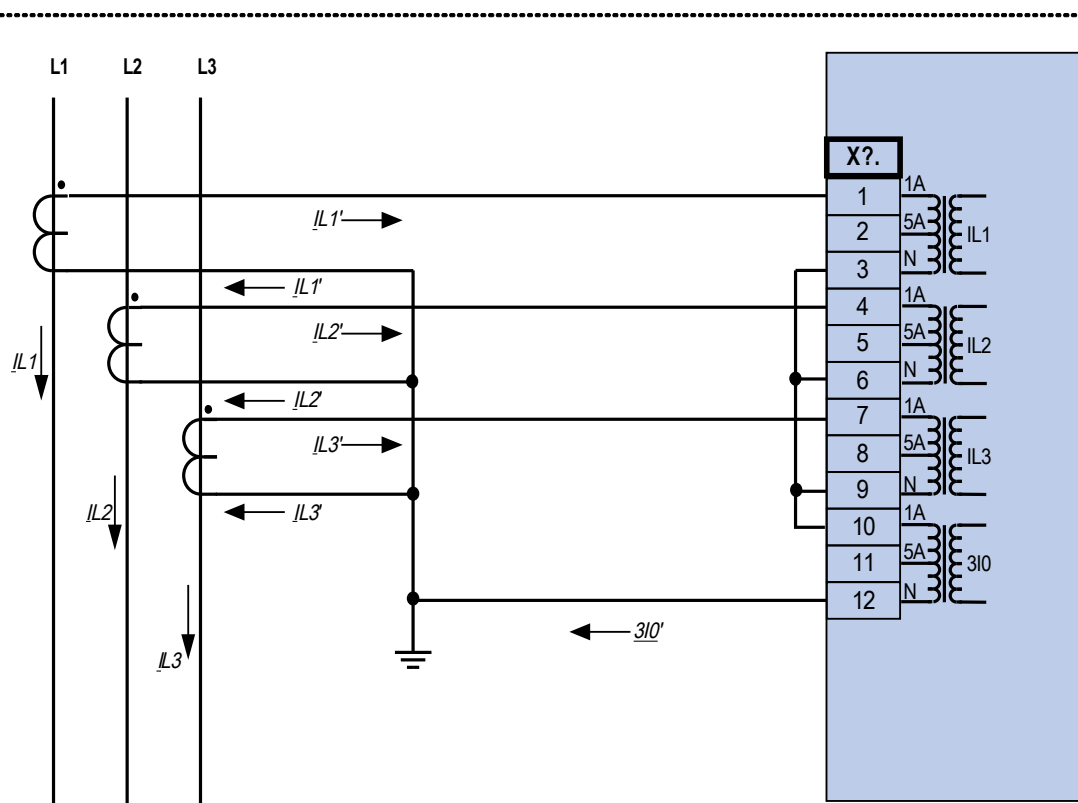 L1 L2 L3
X?.
1 1A
IL1' 2 5A IL1
3 N
IL1'
4 1A
IL2' 5 5A IL2
IL1
6 N
IL2'
7 1A
IL3' 8 5A IL3
9 N
IL2 IL3'
10 1A
11 5A 3I0
12 N
3I0'
IL3